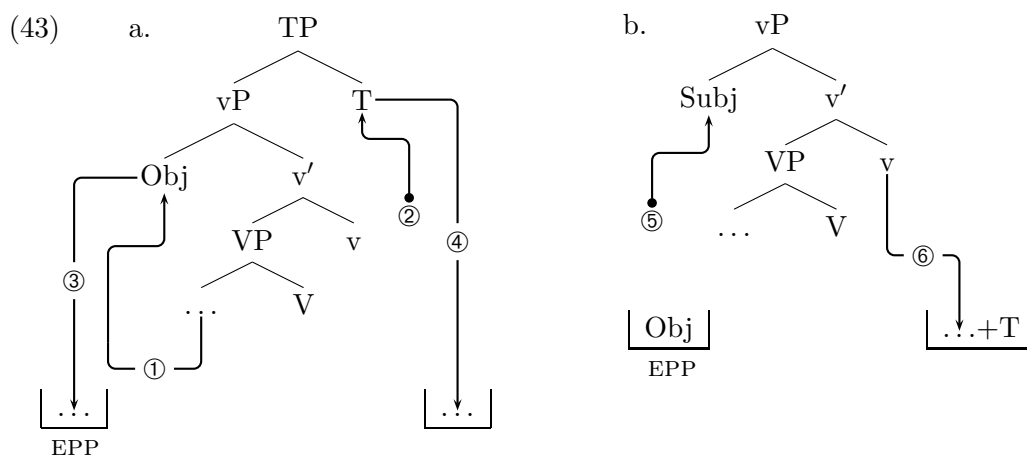 (43) a. TP b. vP
vP T Subj v′
Obj v′ VP v
② ⑤ … V
VP v ④ ⑥
③
… V Obj …+T
① EPP
… …
EPP